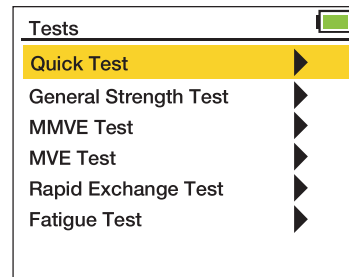 Tests
Quick Test
General Strength Test
MMVE Test
MVE Test
Rapid Exchange Test
Fatigue Test